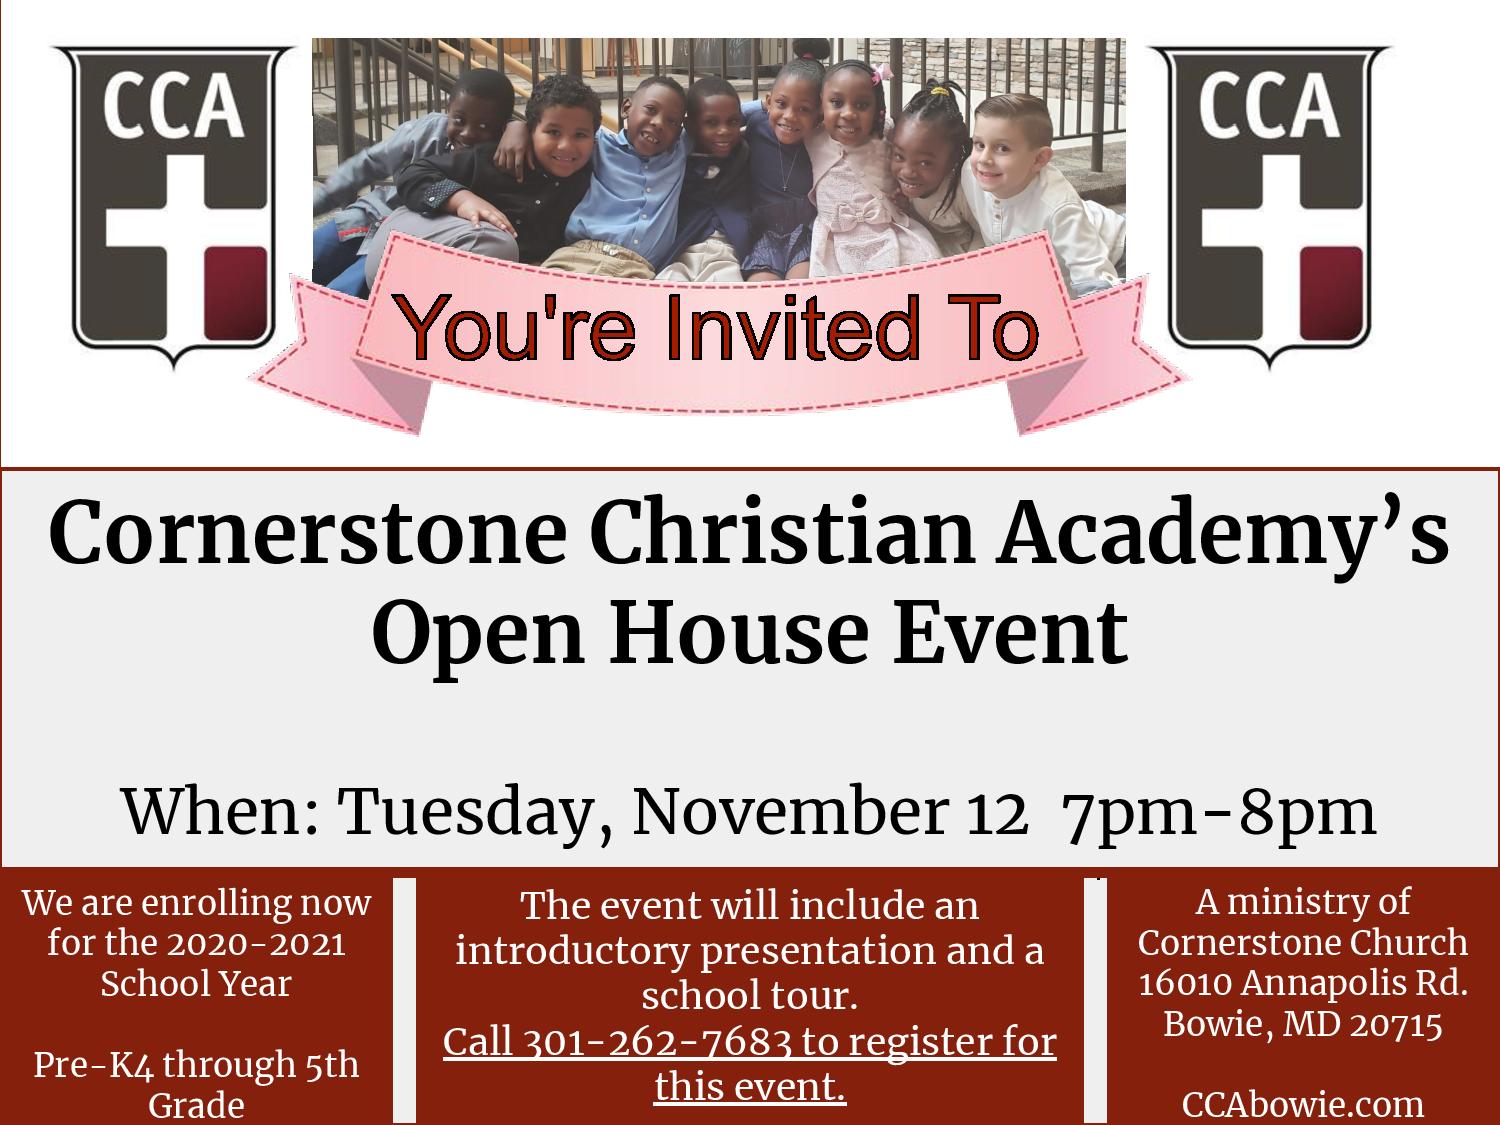 CCA
CCA
You're Invited To
Cornerstone Christian Academy’s
Open House Event
When: Tuesday, November 12  7pm-8pm
We are enrolling now
for the 2020-2021
School Year
Pre-K4 through 5th
Grade
The event will include an
introductory presentation and a
school tour.
Call 301-262-7683 to register for
this event.
A ministry of
Cornerstone Church
16010 Annapolis Rd.
Bowie, MD 20715
CCAbowie.com